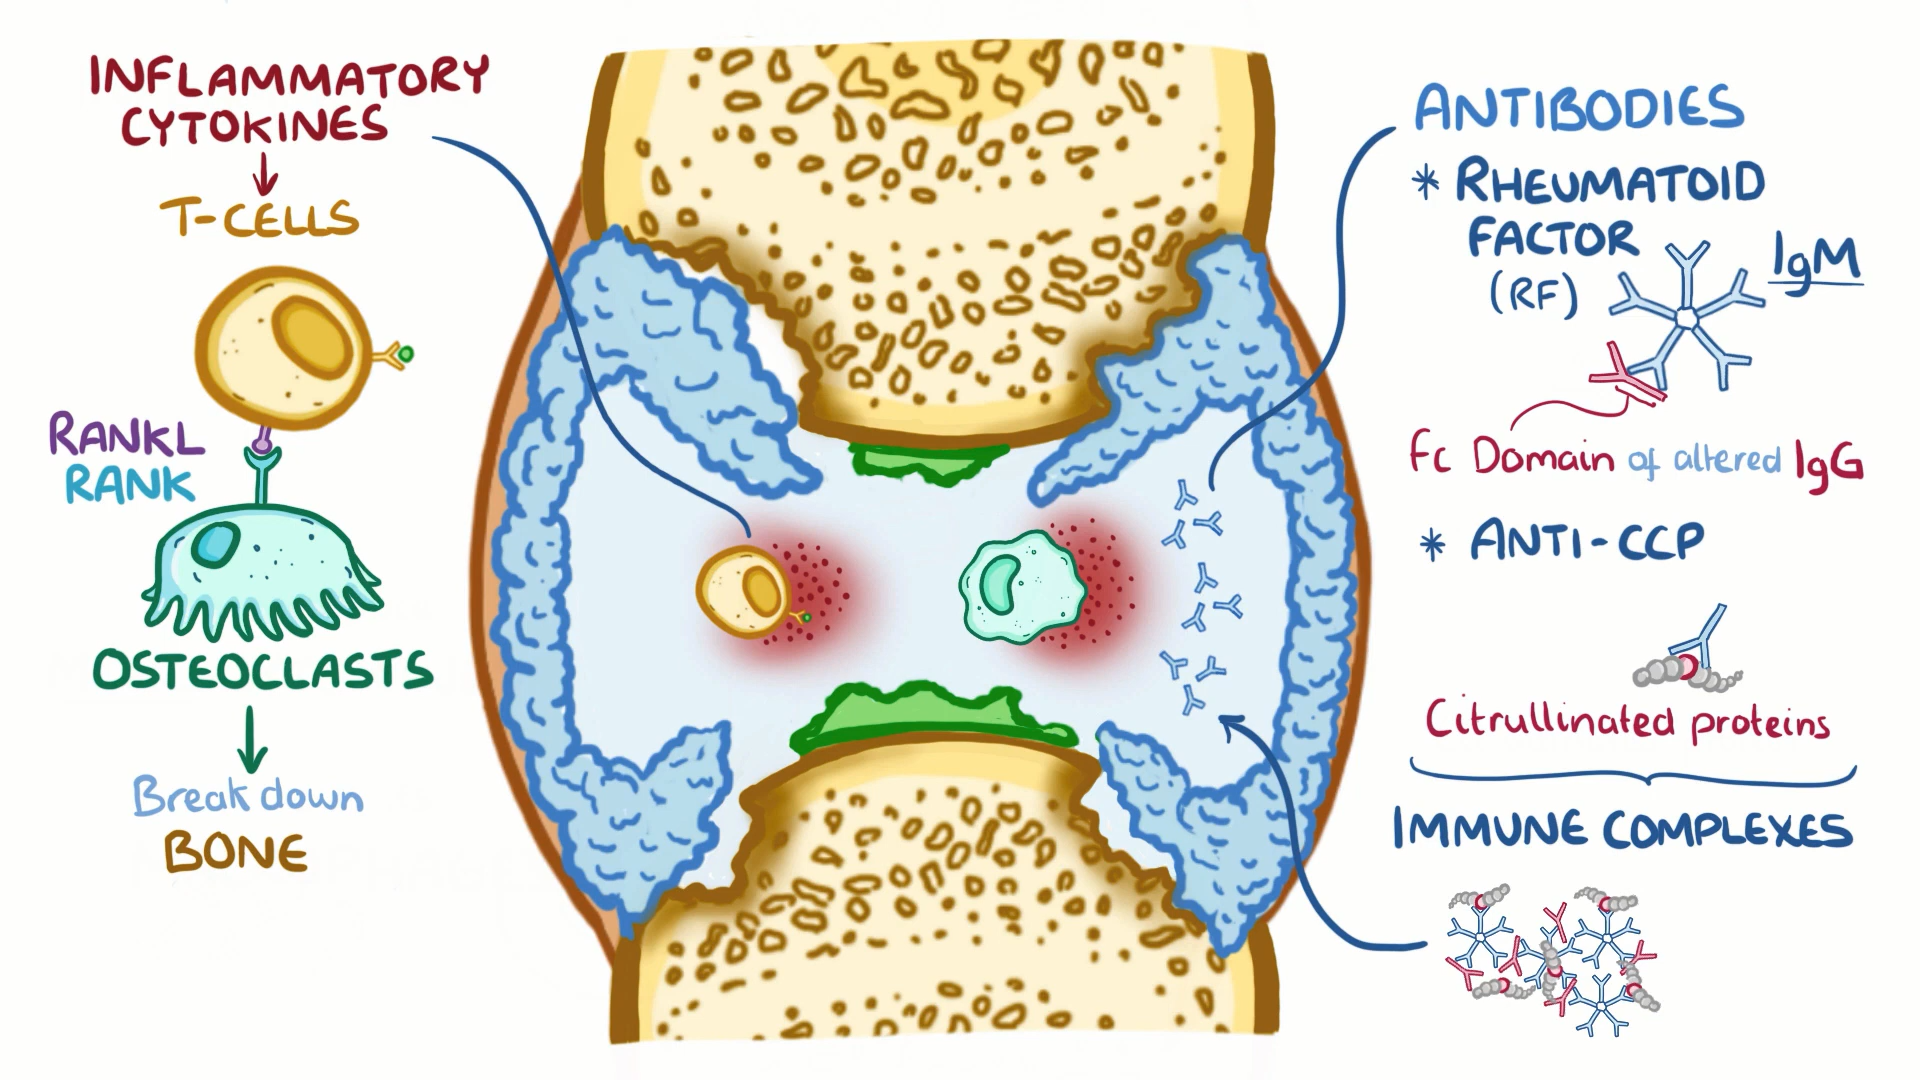 INFLAMMATORY
CYTOKINES
T-CELLS
RANKL
RANK
OSTEOCLASTS
Break down
BONE
ANTIBODIES
* RHEUMATOID
FACTOR
(RF)
IgM
Fc Domain of altered IgG
* ANTI-CCP
Citrullinated proteins
IMMUNE COMPLEXES